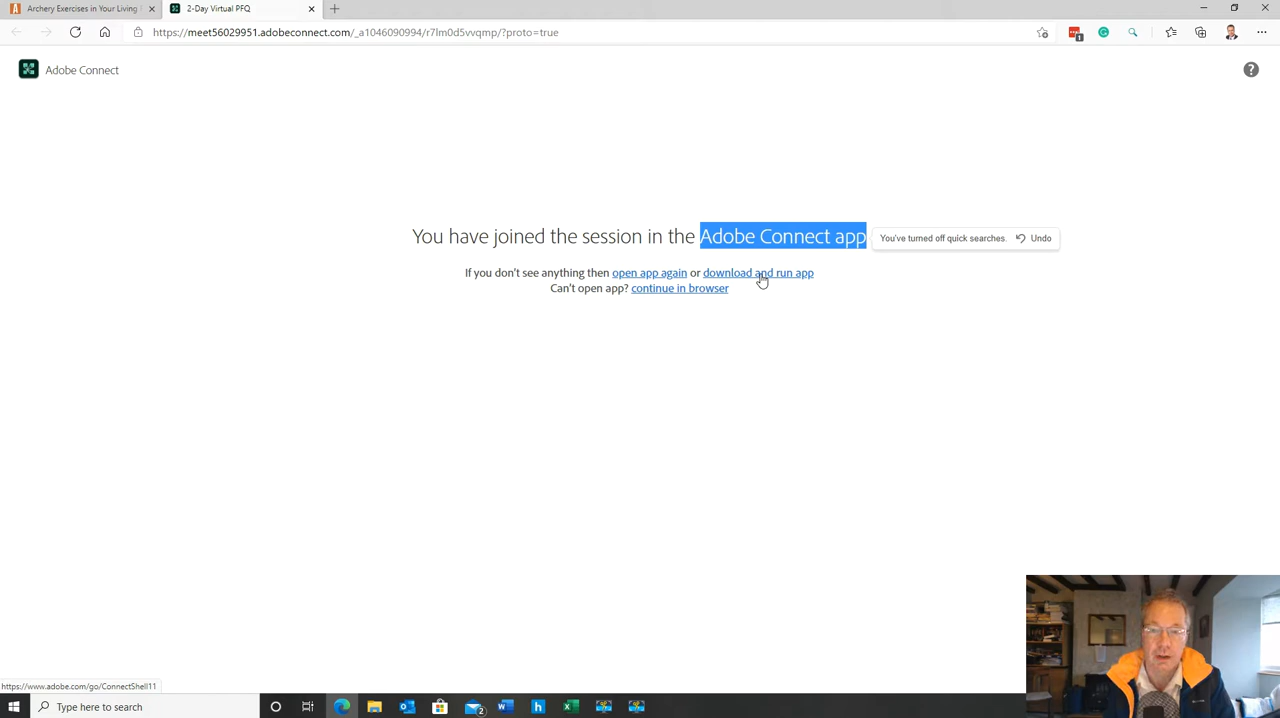 Archery Exercises in Your Living
2-Day Virtual PFQ
https://meet56029951.adobeconnect.com/_a1046090994/r7lm0d5vvqmp/?proto=true
1
Adobe Connect
?
You have joined the session in the Adobe Connect app
You've turned off quick searches. Undo
If you don't see anything then open app again or download and run app
Can't open app? continue in browser
https://www.adobe.com/go/ConnectShell11
Type here to search
2